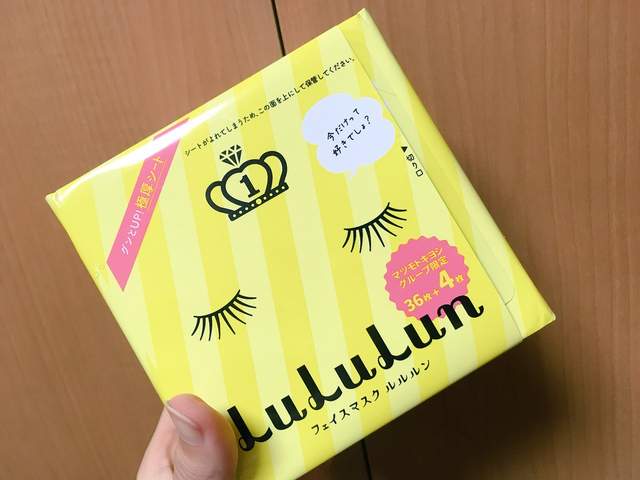 シートがよれてしまうため、この面を上にして保管してください。
今だけって
好きでしょ?
切り口
グンとUP!極厚シート
1
マツモトキヨシ
グループ限定
36枚+4枚
LuLuLun
フェイスマスク ルルルン